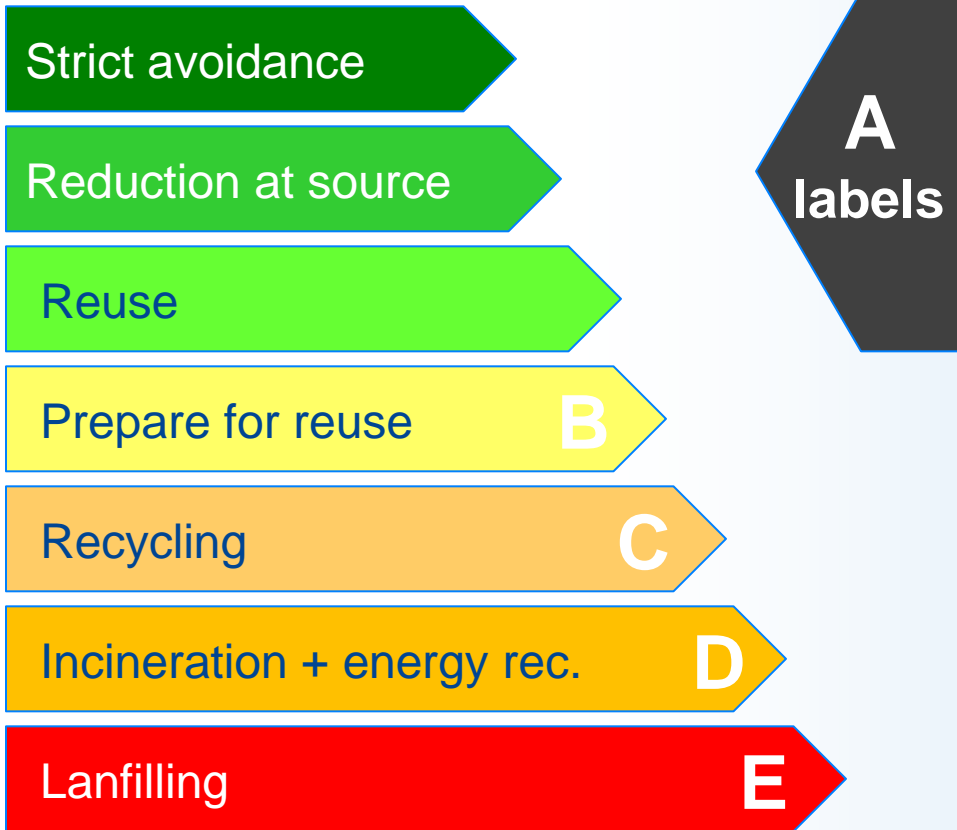 Strict avoidance
A
labels
Reduction at source
Reuse
Prepare for reuse B
Recycling C
Incineration + energy rec. D
Lanfilling E